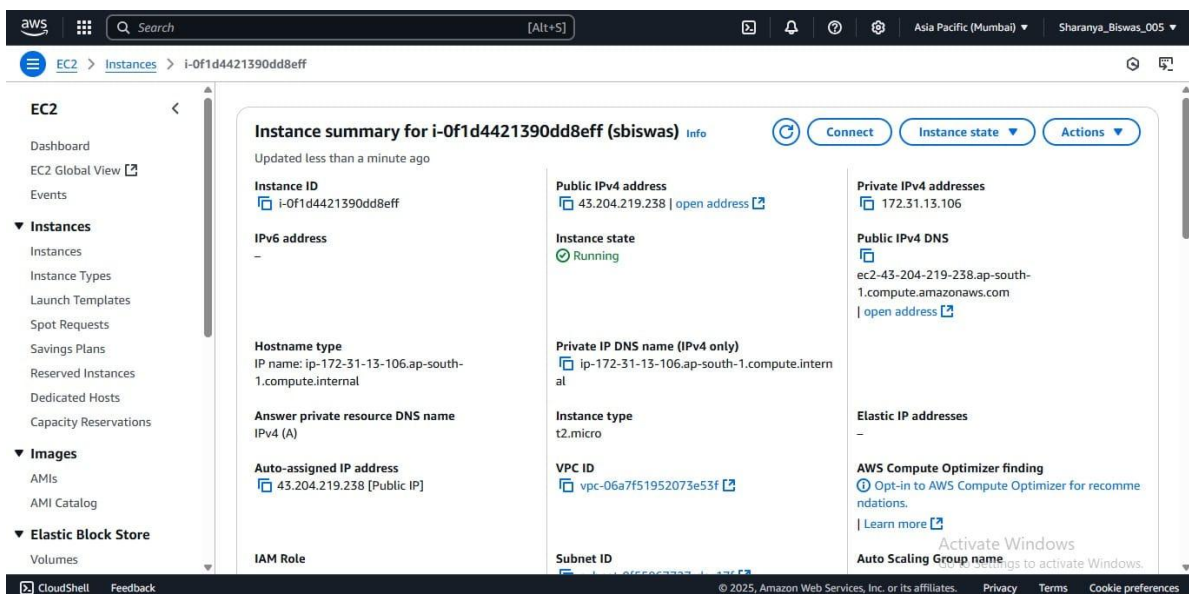 aws
Search [Alt+S]
Asia Pacific (Mumbai) Sharanya_Biswas_005
EC2 > Instances > i-0f1d4421390dd8eff
EC2
Dashboard
EC2 Global View
Events
Instances
Instances
Instance Types
Launch Templates
Spot Requests
Savings Plans
Reserved Instances
Dedicated Hosts
Capacity Reservations
Images
AMIs
AMI Catalog
Elastic Block Store
Volumes
Instance summary for i-0f1d4421390dd8eff (sbiswas) Info
Connect Instance state Actions
Updated less than a minute ago
Instance ID
i-0f1d4421390dd8eff
Public IPv4 address
43.204.219.238 | open address
Private IPv4 addresses
172.31.13.106
IPv6 address
–
Instance state
Running
Public IPv4 DNS
ec2-43-204-219-238.ap-south-
1.compute.amazonaws.com
| open address
Hostname type
IP name: ip-172-31-13-106.ap-south-
1.compute.internal
Private IP DNS name (IPv4 only)
ip-172-31-13-106.ap-south-1.compute.intern
al
Answer private resource DNS name
IPv4 (A)
Instance type
t2.micro
Elastic IP addresses
–
Auto-assigned IP address
43.204.219.238 [Public IP]
VPC ID
vpc-06a7f51952073e53f
AWS Compute Optimizer finding
Opt-in to AWS Compute Optimizer for recomme
ndations.
| Learn more
IAM Role
Subnet ID
Auto Scaling Group name
Activate Windows
Go to Settings to activate Windows.
CloudShell Feedback
© 2025, Amazon Web Services, Inc. or its affiliates. Privacy Terms Cookie preferences